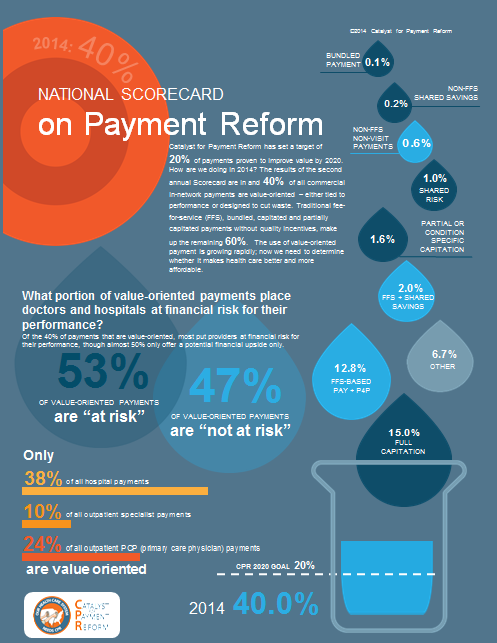 ©2014 Catalyst for Payment Reform
2014: 40%
NATIONAL SCORECARD
on Payment Reform
Catalyst for Payment Reform has set a target of
20% of payments proven to improve value by 2020.
How are we doing in 2014? The results of the second
annual Scorecard are in and 40% of all commercial
in-network payments are value-oriented – either tied to
performance or designed to cut waste. Traditional fee-
for-service (FFS), bundled, capitated and partially
capitated payments without quality incentives, make
up the remaining 60%. The use of value-oriented
payment is growing rapidly; now we need to determine
whether it makes health care better and more
affordable.
BUNDLED
PAYMENT
0.1%
NON-FFS
SHARED SAVINGS
0.2%
NON-FFS
NON-VISIT
PAYMENTS
0.6%
1.0%
SHARED
RISK
PARTIAL OR
CONDITION
SPECIFIC
CAPITATION
1.6%
2.0%
FFS + SHARED
SAVINGS
6.7%
OTHER
12.8%
FFS-BASED
PAY + P4P
15.0%
FULL
CAPITATION
What portion of value-oriented payments place
doctors and hospitals at financial risk for their
performance?
Of the 40% of payments that are value-oriented, most put providers at financial risk for
their performance, though almost 50% only offer a potential financial upside only.
53%
OF VALUE-ORIENTED PAYMENTS
are "at risk"
47%
OF VALUE-ORIENTED PAYMENTS
are "not at risk"
Only
38% of all hospital payments
10% of all outpatient specialist payments
24% of all outpatient PCP (primary care physician) payments
are value oriented
CPR 2020 GOAL 20%
2014 40.0%
CATALYST
FOR
PAYMENT
REFORM